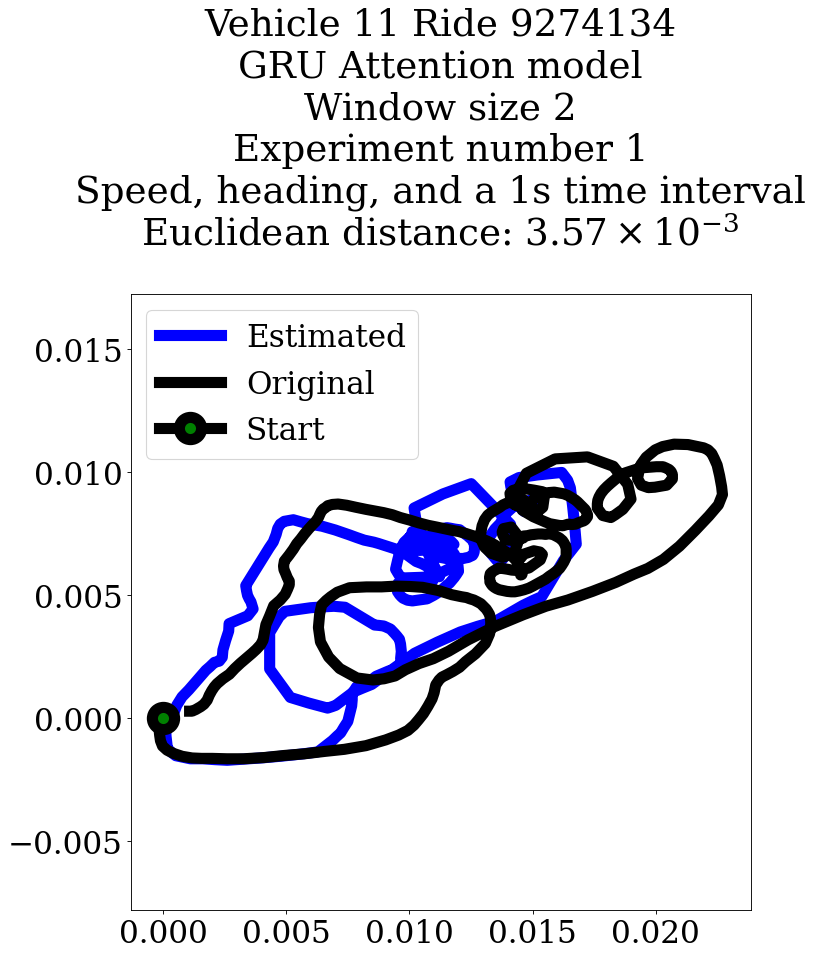 Vehicle 11 Ride 9274134
GRU Attention model
Window size 2
Experiment number 1
Speed, heading, and a 1s time interval
Euclidean distance: 3.57 × 10⁻³
Estimated
Original
Start
0.015
0.010
0.005
0.000
−0.005
0.000 0.005 0.010 0.015 0.020